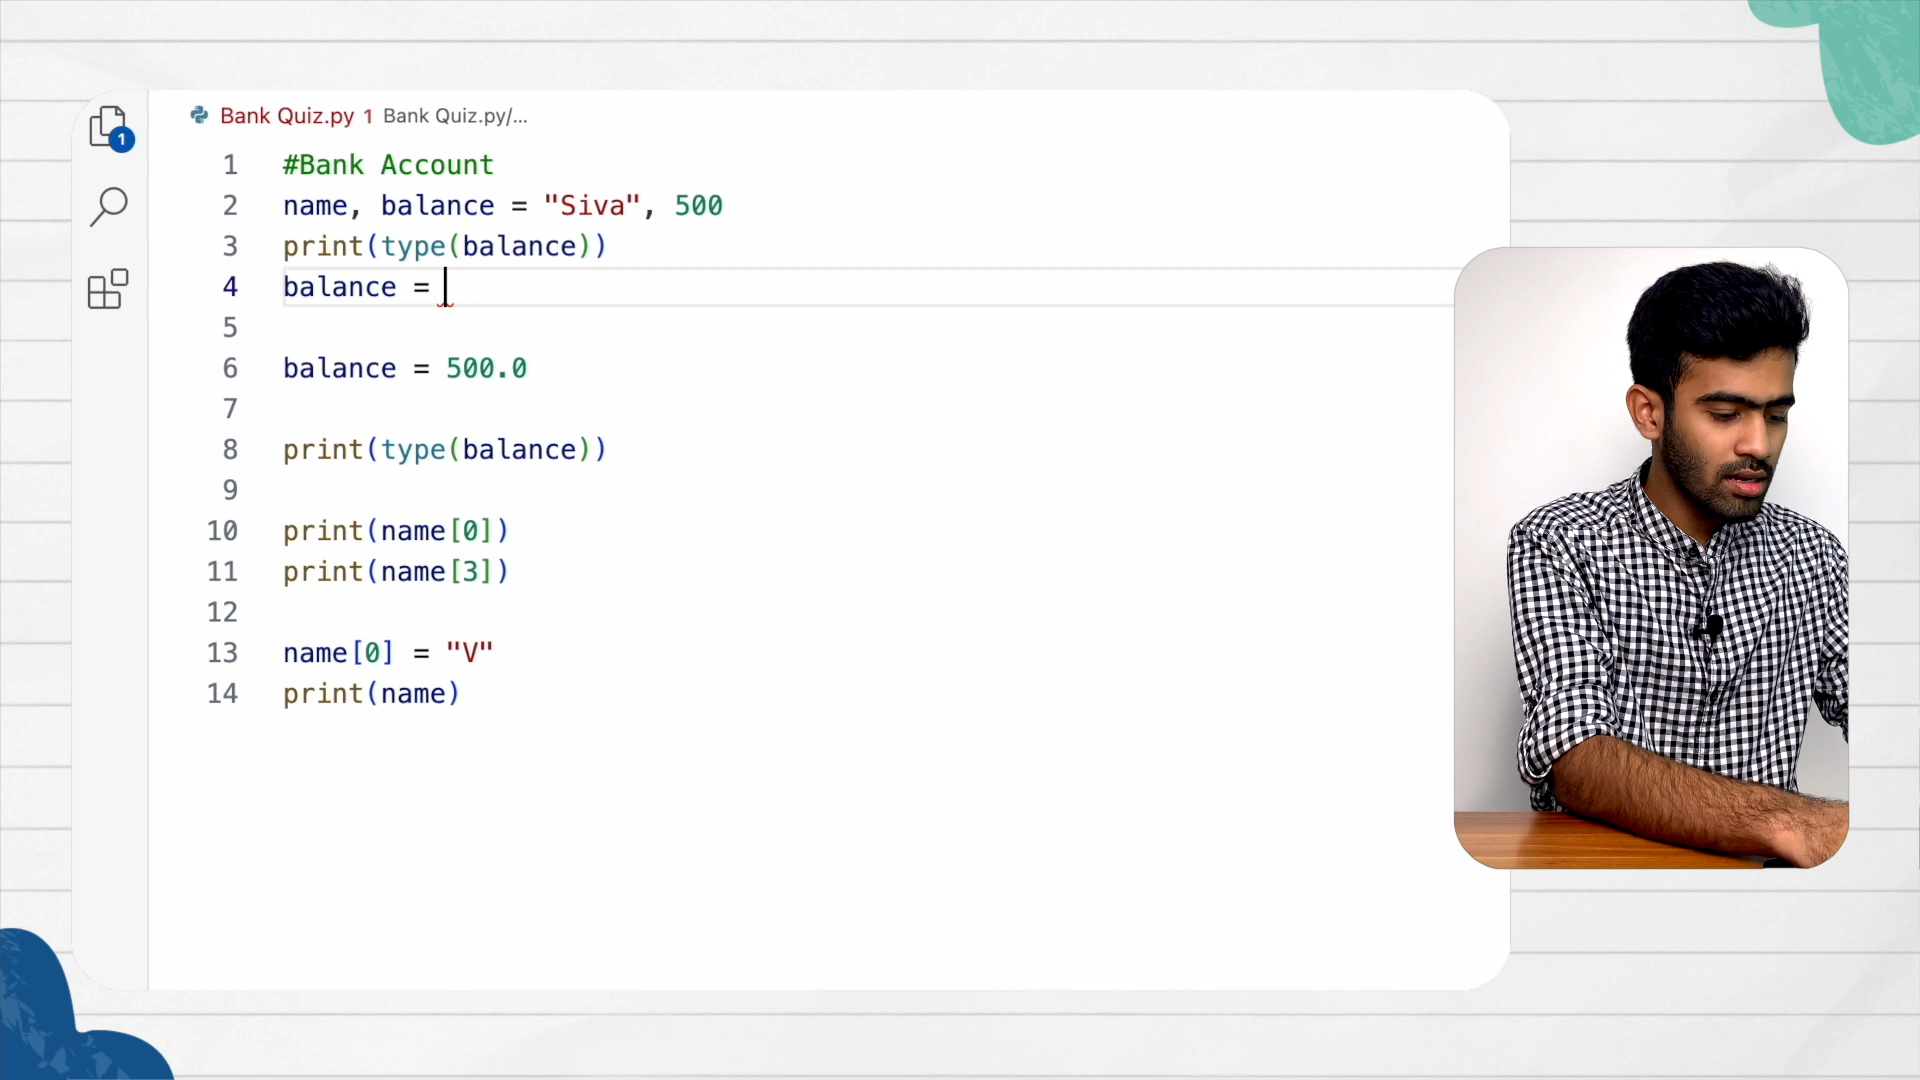 Bank Quiz.py 1 Bank Quiz.py/...
1
1 #Bank Account
2 name, balance = "Siva", 500
3 print(type(balance))
4 balance =
5
6 balance = 500.0
7
8 print(type(balance))
9
10 print(name[0])
11 print(name[3])
12
13 name[0] = "V"
14 print(name)